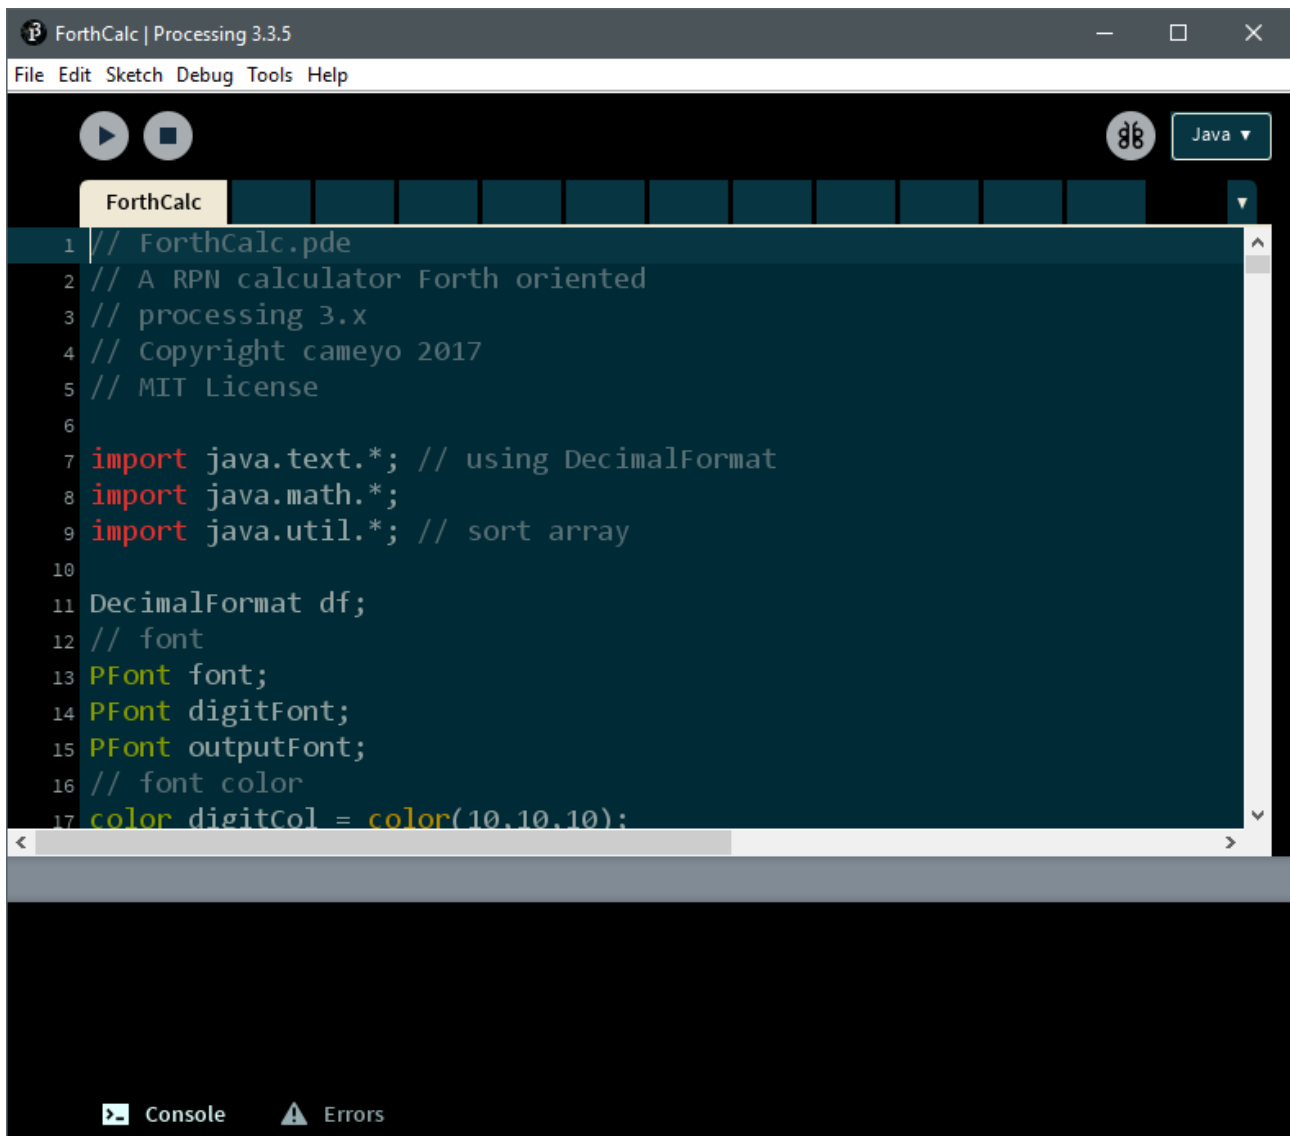 ForthCalc | Processing 3.3.5
File Edit Sketch Debug Tools Help
Java ▼
ForthCalc
▼
1 // ForthCalc.pde
2 // A RPN calculator Forth oriented
3 // processing 3.x
4 // Copyright cameyo 2017
5 // MIT License
6
7 import java.text.*; // using DecimalFormat
8 import java.math.*;
9 import java.util.*; // sort array
10
11 DecimalFormat df;
12 // font
13 PFont font;
14 PFont digitFont;
15 PFont outputFont;
16 // font color
17 color digitCol = color(10,10,10);
Console Errors